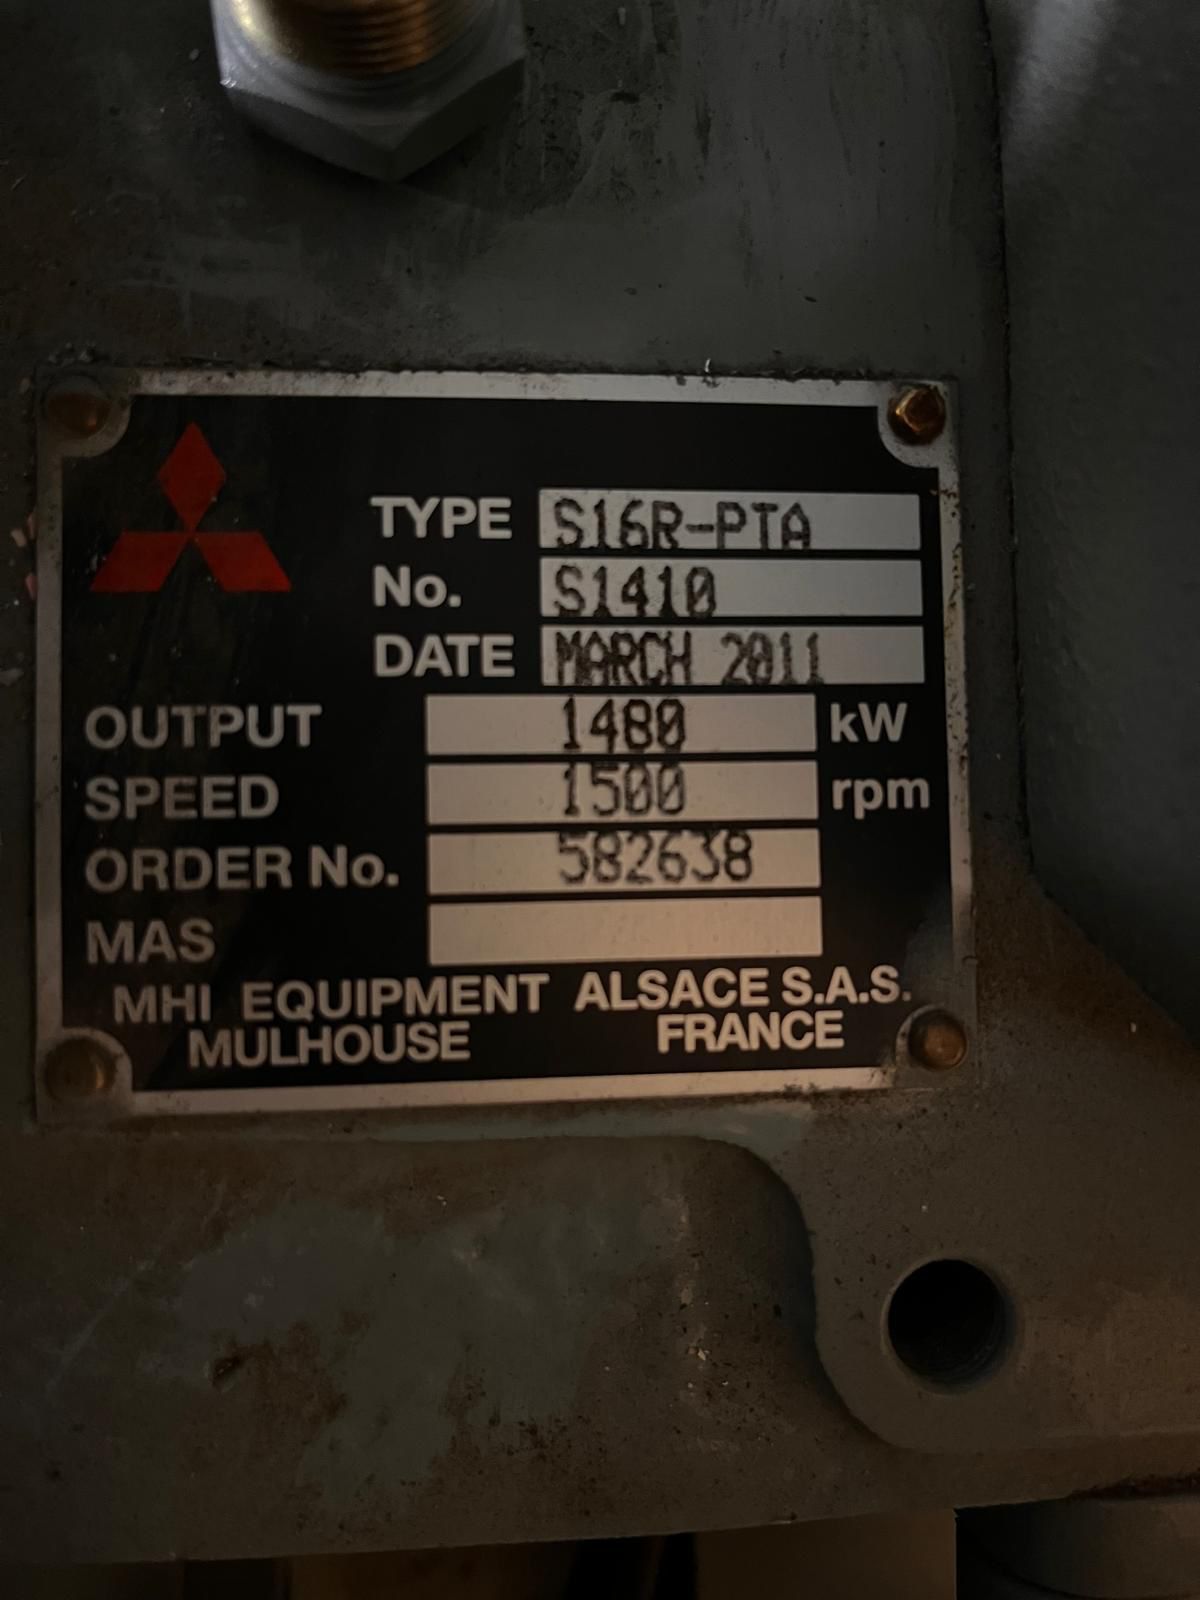 TYPE S16R-PTA
No. S1410
DATE MARCH 2011
OUTPUT 1480 kW
SPEED 1500 rpm
ORDER No. 582638
MAS
MHI EQUIPMENT ALSACE S.A.S.
MULHOUSE FRANCE